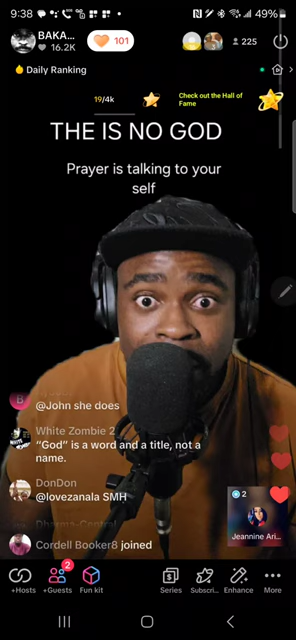 9:38
49%
BAKA...
16.2K
101
225
Daily Ranking
19/4k
Check out the Hall of
Fame
THE IS NO GOD
Prayer is talking to your
self
@John she does
White Zombie 2
“God” is a word and a title, not a
name.
DonDon
@lovezanala SMH
Dharma-Central
Cordell Booker8 joined
2
Jeannine Ari...
2
+Hosts
+Guests
Fun kit
Series
Subscri...
Enhance
More